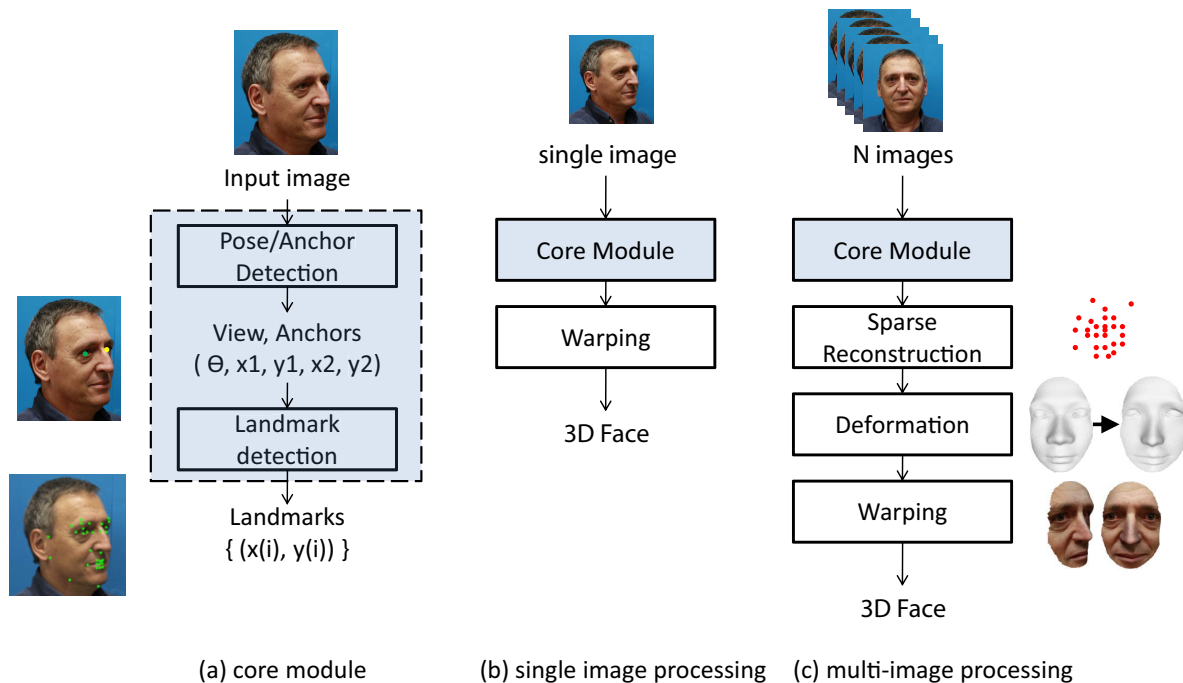 Input image
Pose/Anchor
Detection
View, Anchors
( Θ, x1, y1, x2, y2)
Landmark
detection
Landmarks
{ (x(i), y(i)) }
(a) core module
single image
Core Module
Warping
3D Face
(b) single image processing
N images
Core Module
Sparse
Reconstruction
Deformation
Warping
3D Face
(c) multi-image processing